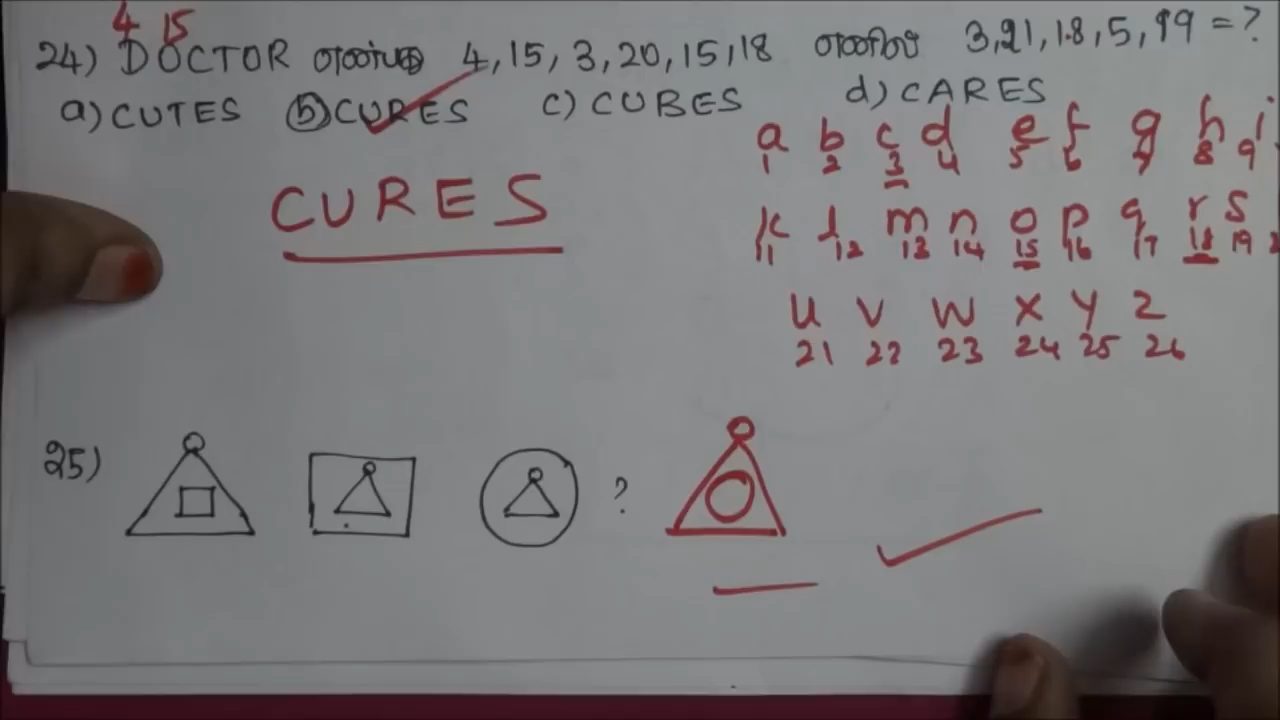 4 15
24) DOCTOR என்பது 4,15,3,20,15,18 எனில் 3,21,18,5,19 = ?
a) CUTES b) CURES c) CUBES d) CARES
a b c d e f g h i
1 2 3 4 5 6 7 8 9
CURES
k l m n o p q r s
11 12 13 14 15 16 17 18 19
u v w x y z
21 22 23 24 25 26
25) ?